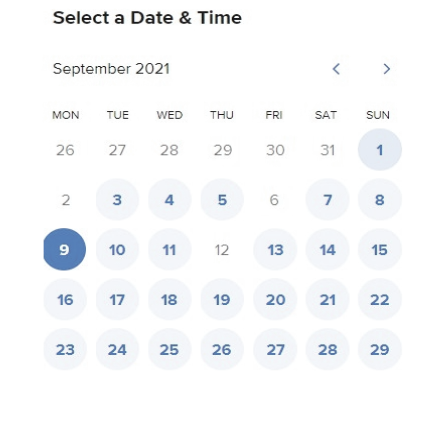 Select a Date & Time
September 2021
MON TUE WED THU FRI SAT SUN
26 27 28 29 30 31 1
2 3 4 5 6 7 8
9 10 11 12 13 14 15
16 17 18 19 20 21 22
23 24 25 26 27 28 29